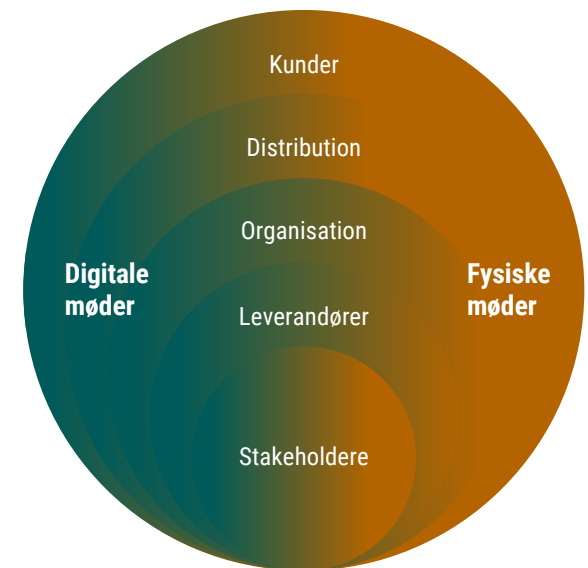 Kunder
Distribution
Organisation
Digitale
møder
Fysiske
møder
Leverandører
Stakeholdere